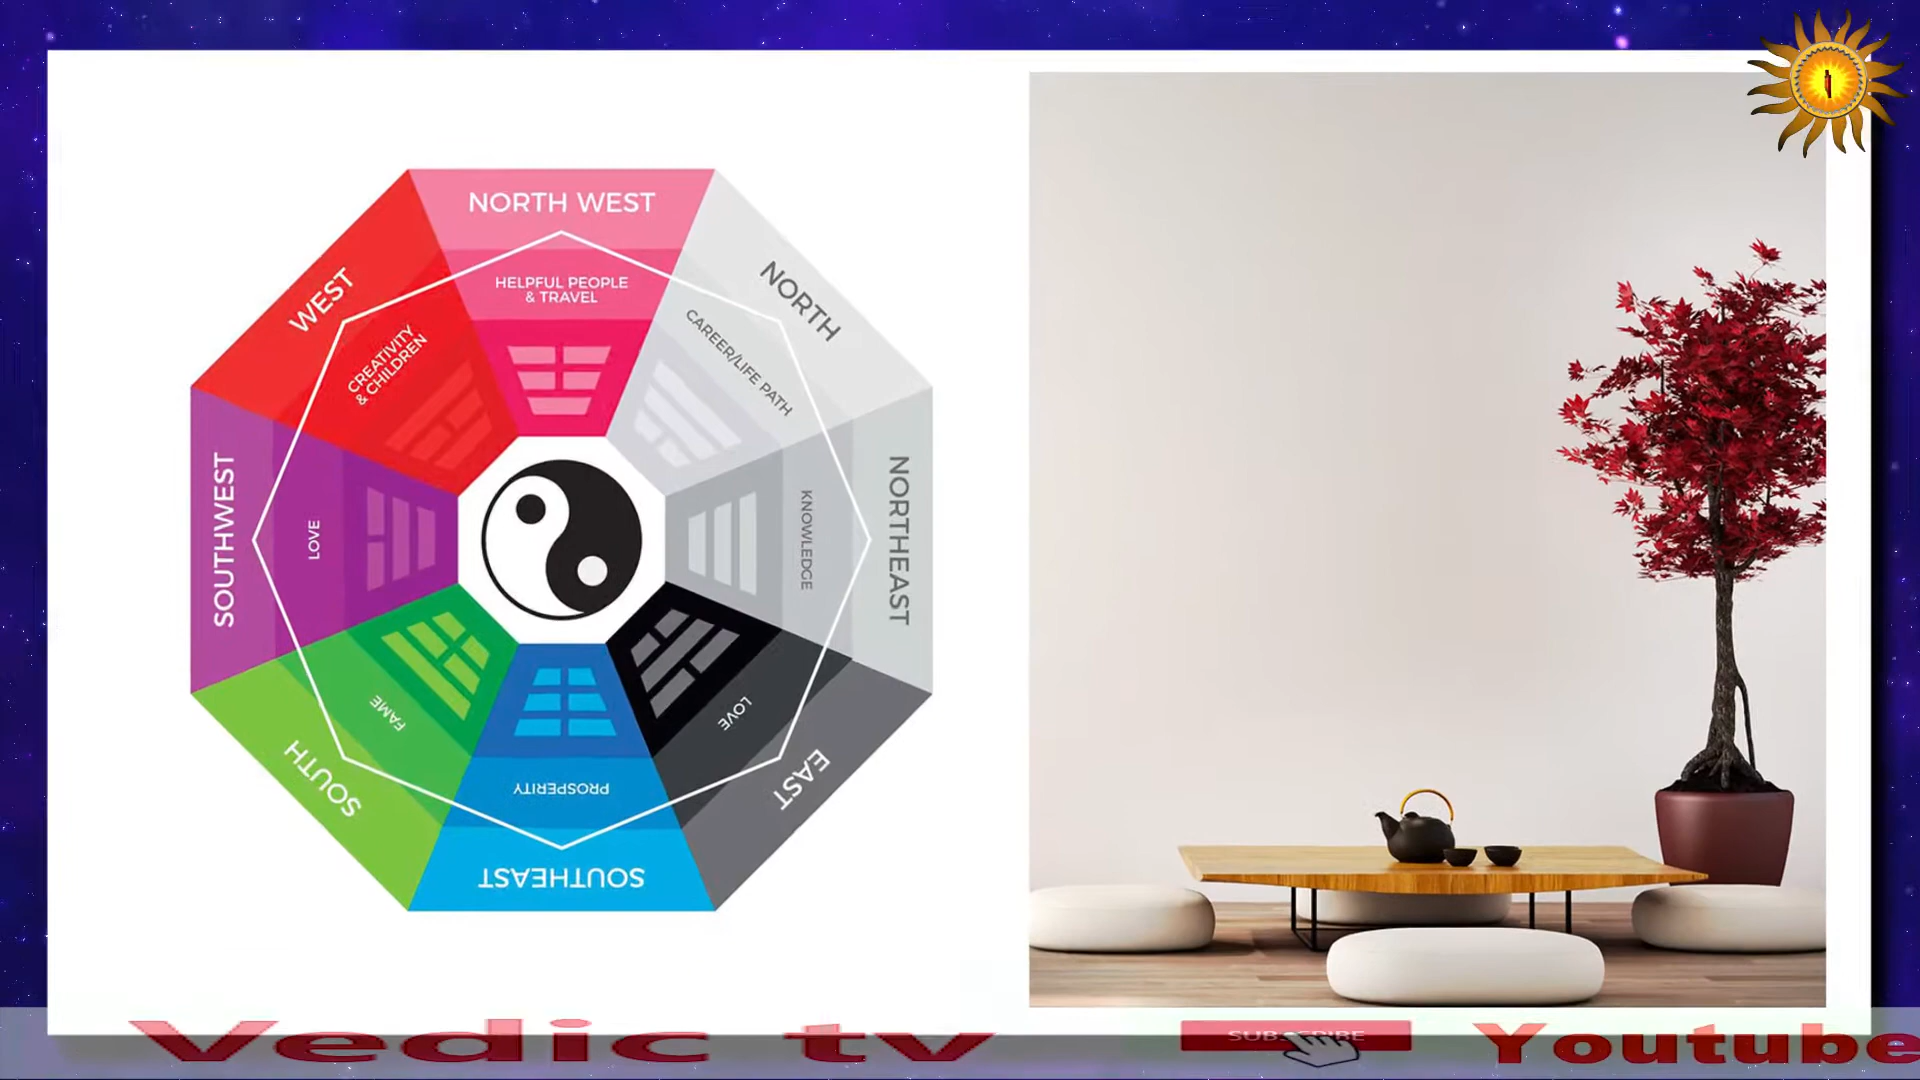 NORTH WEST
HELPFUL PEOPLE
& TRAVEL
NORTH
CAREER/LIFE PATH
NORTHEAST
KNOWLEDGE
EAST
LOVE
SOUTHEAST
PROSPERITY
SOUTH
FAME
SOUTHWEST
LOVE
WEST
CREATIVITY
& CHILDREN
Vedic tv
SUBSCRIBE
Youtube